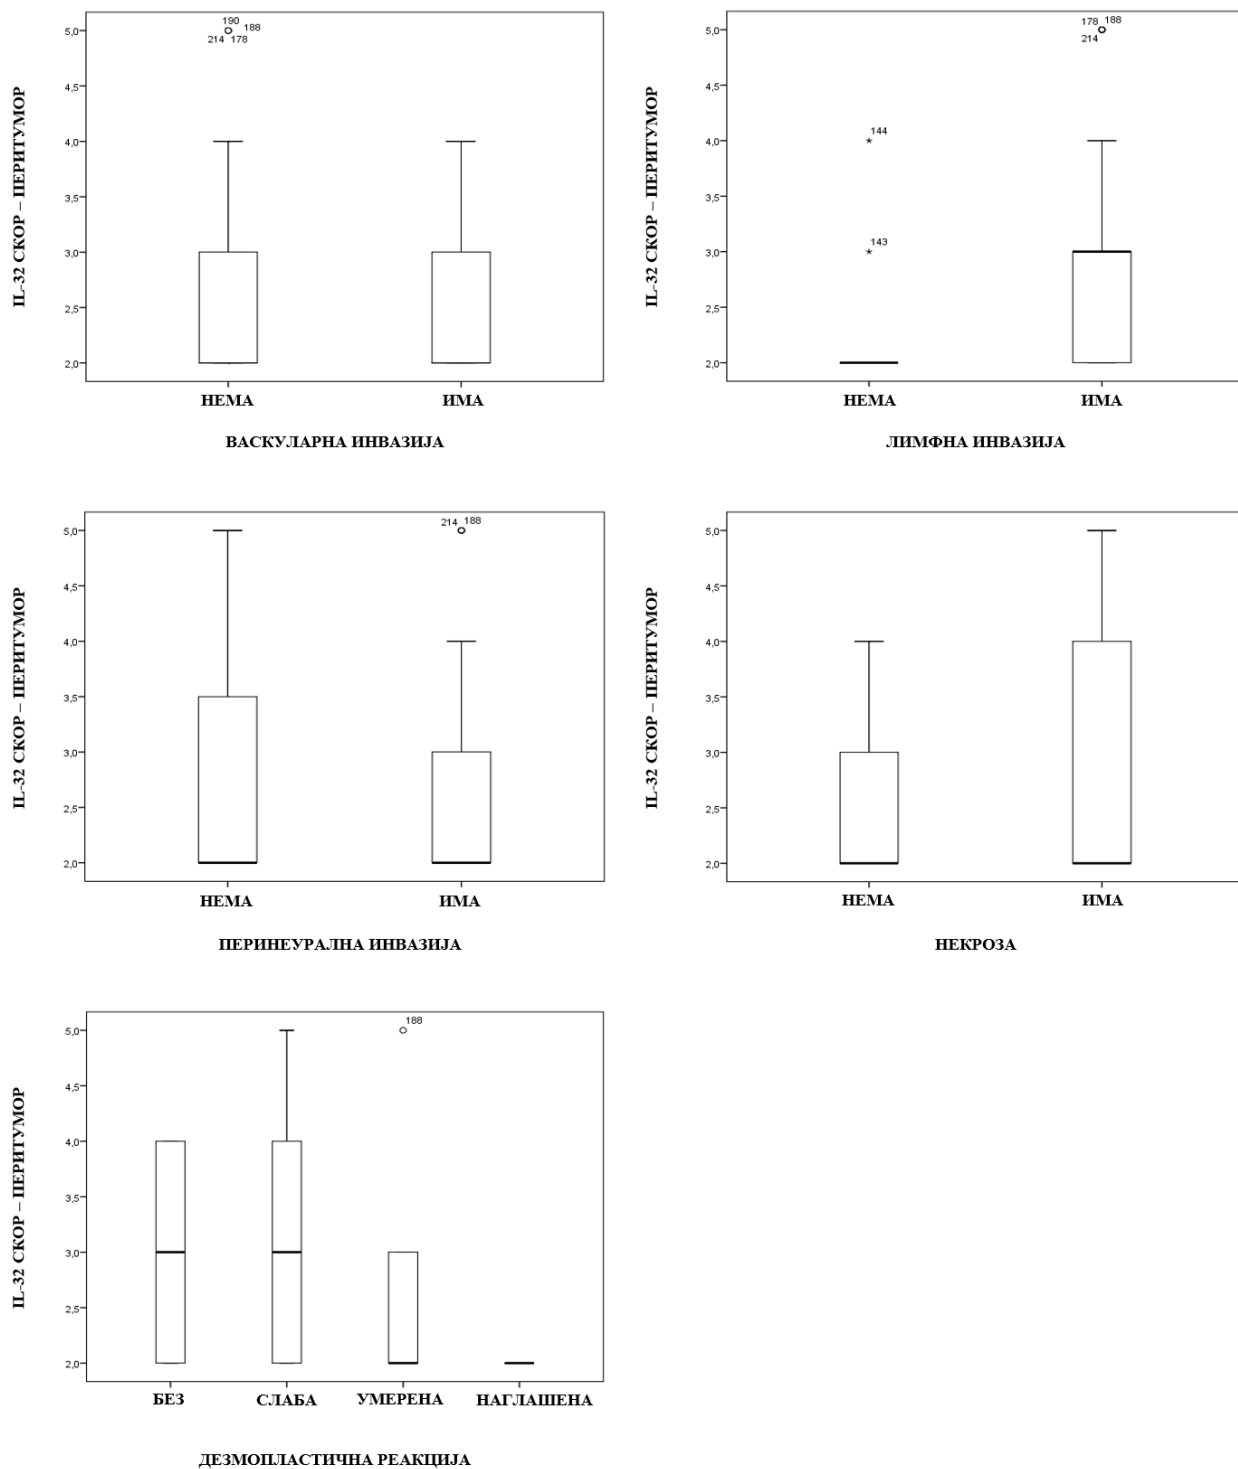 190
188
214 178
5,0
4,5
4,0
3,5
3,0
2,5
2,0
IL-32 СКОР – ПЕРИТУМОР
НЕМА ИМА
ВАСКУЛАРНА ИНВАЗИЈА
178 188
214
144
143
5,0
4,5
4,0
3,5
3,0
2,5
2,0
IL-32 СКОР – ПЕРИТУМОР
НЕМА ИМА
ЛИМФНА ИНВАЗИЈА
214 188
5,0
4,5
4,0
3,5
3,0
2,5
2,0
IL-32 СКОР – ПЕРИТУМОР
НЕМА ИМА
ПЕРИНЕУРАЛНА ИНВАЗИЈА
5,0
4,5
4,0
3,5
3,0
2,5
2,0
IL-32 СКОР – ПЕРИТУМОР
НЕМА ИМА
НЕКРОЗА
188
5,0
4,5
4,0
3,5
3,0
2,5
2,0
IL-32 СКОР – ПЕРИТУМОР
БЕЗ СЛАБА УМЕРЕНА НАГЛАШЕНА
ДЕЗМОПЛАСТИЧНА РЕАКЦИЈА